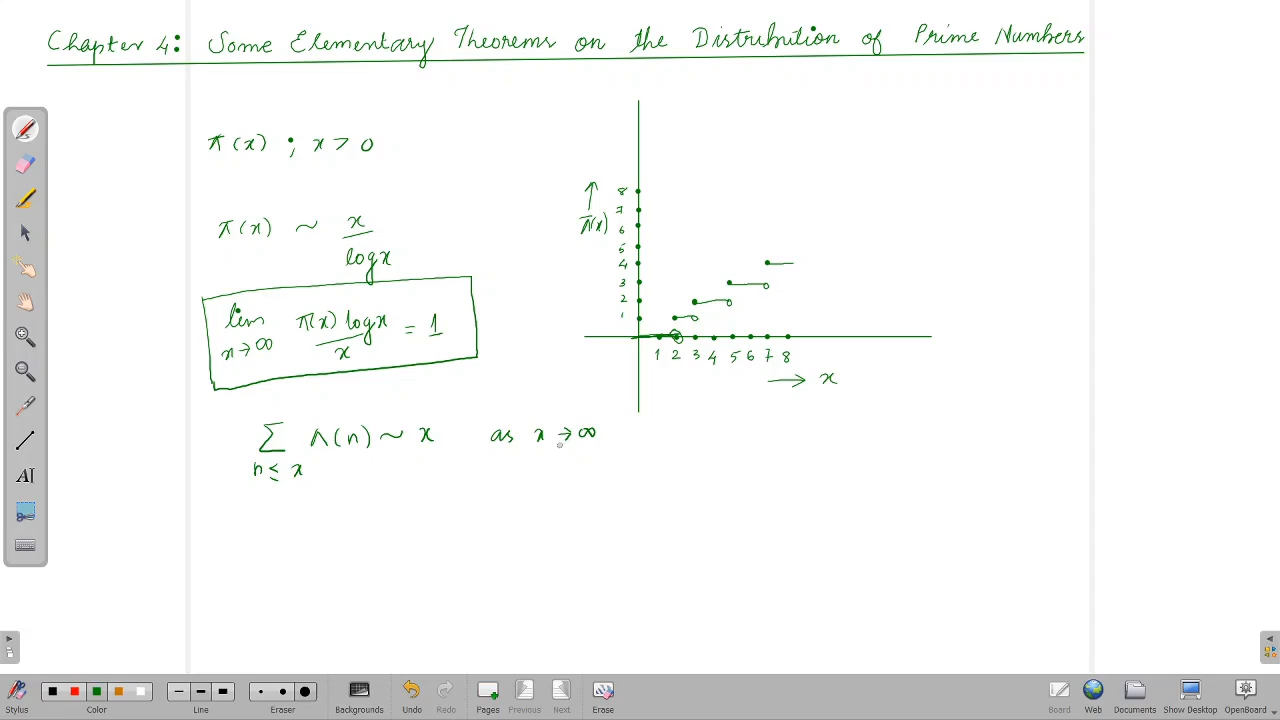 Chapter 4: Some Elementary Theorems on the Distribution of Prime Numbers
π(x) ; x > 0
π(x) ~ x / log x
lim n→∞ π(x) log x / x = 1
∑ n ≤ x Λ(n) ~ x as x → ∞
↑ π(x)
8
7
6
5
4
3
2
1
1 2 3 4 5 6 7 8
→ x
Stylus Color Line Eraser Backgrounds Undo Redo Pages Previous Next Erase Board Web Documents Show Desktop OpenBoard